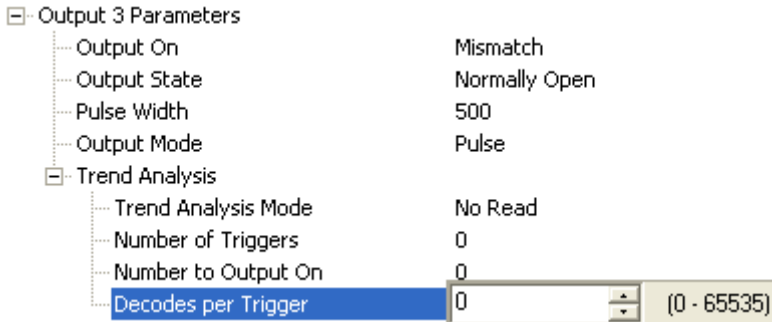 Output 3 Parameters
Output On Mismatch
Output State Normally Open
Pulse Width 500
Output Mode Pulse
Trend Analysis
Trend Analysis Mode No Read
Number of Triggers 0
Number to Output On 0
Decodes per Trigger 0 (0 - 65535)